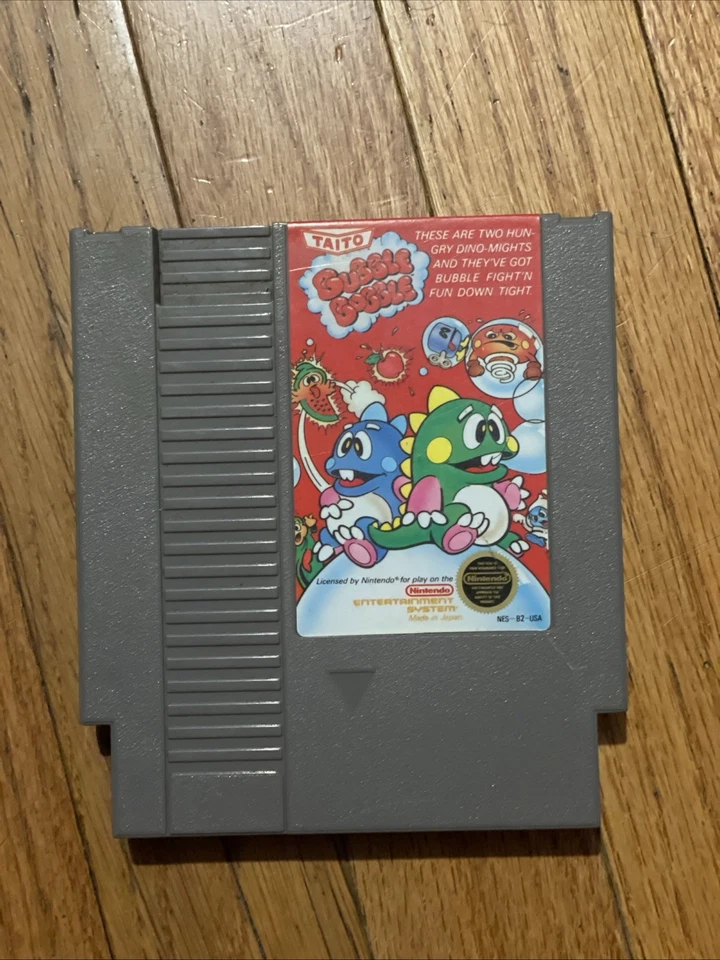 TAITO
BUBBLE
BOBBLE
THESE ARE TWO HUN-
GRY DINO-MIGHTS
AND THEY'VE GOT
BUBBLE FIGHT'N
FUN DOWN TIGHT.
Licensed by Nintendo® for play on the
Nintendo
ENTERTAINMENT
SYSTEM®
Made in Japan
Nintendo
NES-B2-USA